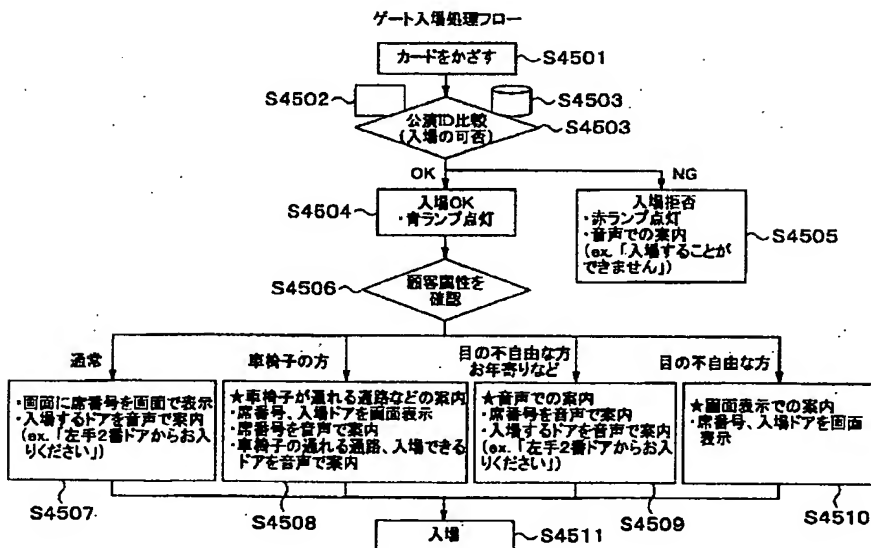 ゲート入場処理フロー
カードをかざす
S4501
S4502
S4503
公演ID比較
(入場の可否)
S4503
OK
NG
S4504
入場OK
・青ランプ点灯
入場拒否
・赤ランプ点灯
・音声での案内
(ex.「入場することが
できません」)
S4505
S4506
顧客属性を
確認
通常
・画面に席番号を画面で表示
・入場するドアを音声で案内
(ex.「左手2番ドアからお入
りください」)
S4507
車椅子の方
★車椅子が通れる通路などの案内
・席番号、入場ドアを画面表示
・席番号を音声で案内
・車椅子の通れる通路、入場できる
ドアを音声で案内
S4508
目の不自由な方
お年寄りなど
★音声での案内
・席番号を音声で案内
・入場するドアを音声で案内
(ex.「左手2番ドアからお入
りください」)
S4509
目の不自由な方
★画面表示での案内
・席番号、入場ドアを画面
表示
S4510
入場
S4511